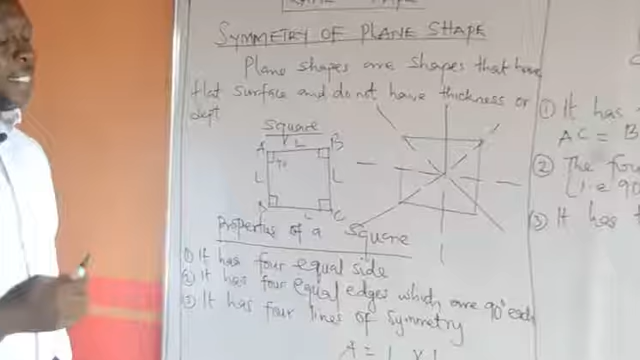 SYMMETRY OF PLANE SHAPE
Plane shapes are shapes that have
flat surface and do not have thickness or
dept
Square
A L B
L 90 L
L C
Properties of a square
① It has four equal side
② It has four equal edges which are 90° each
③ It has four lines of symmetry
A = L X L
① It has
AC = B
② The fou
(i.e 90
③ It has